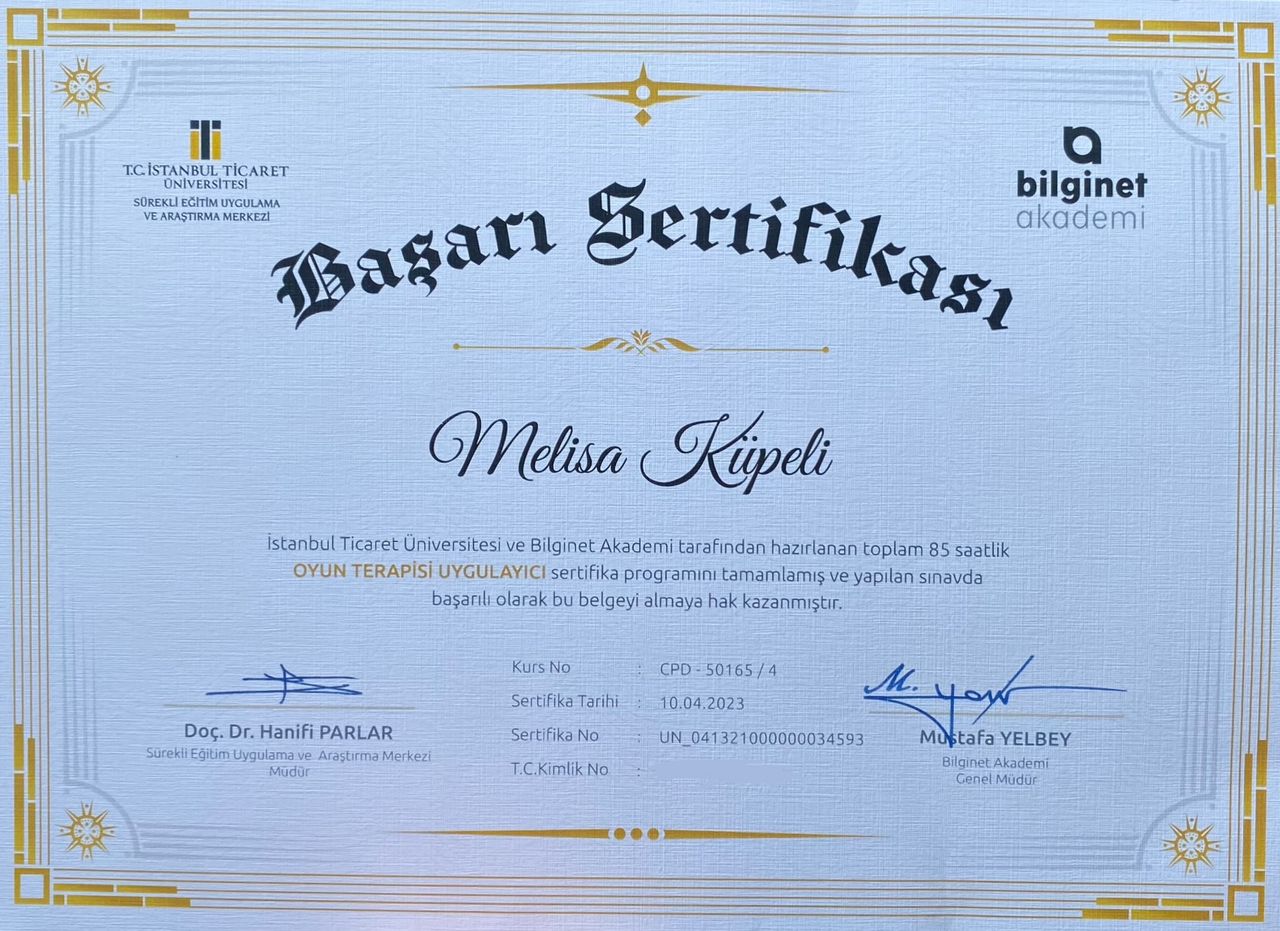 T.C. İSTANBUL TİCARET
ÜNİVERSİTESİ
SÜREKLİ EĞİTİM UYGULAMA
VE ARAŞTIRMA MERKEZİ
bilginet
akademi
Başarı Sertifikası
Melisa Küpeli
İstanbul Ticaret Üniversitesi ve Bilginet Akademi tarafından hazırlanan toplam 85 saatlik
OYUN TERAPİSİ UYGULAYICI sertifika programını tamamlamış ve yapılan sınavda
başarılı olarak bu belgeyi almaya hak kazanmıştır.
Kurs No : CPD - 50165 / 4
Sertifika Tarihi : 10.04.2023
Sertifika No : UN_041321000000034593
T.C.Kimlik No :
Doç. Dr. Hanifi PARLAR
Sürekli Eğitim Uygulama ve Araştırma Merkezi
Müdür
M. Yelbey
Mustafa YELBEY
Bilginet Akademi
Genel Müdür